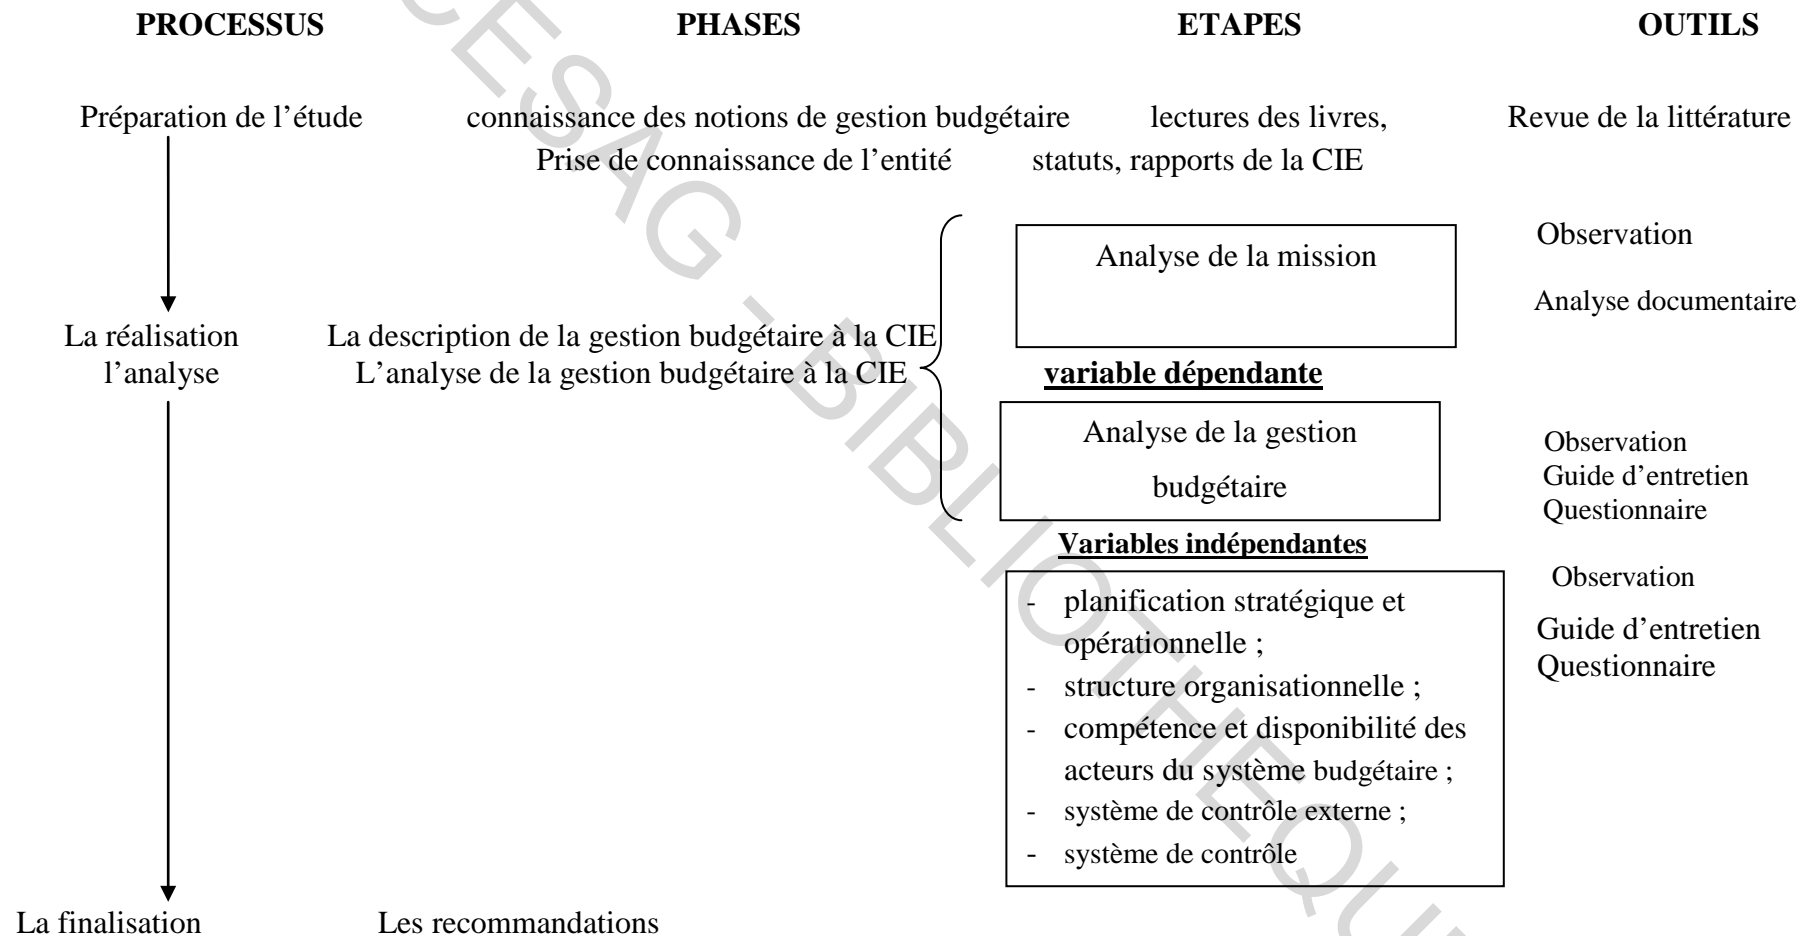 PROCESSUS PHASES ETAPES OUTILS
Préparation de l’étude connaissance des notions de gestion budgétaire lectures des livres, Revue de la littérature
Prise de connaissance de l’entité statuts, rapports de la CIE
Observation
Analyse de la mission
Analyse documentaire
La réalisation La description de la gestion budgétaire à la CIE
l’analyse L’analyse de la gestion budgétaire à la CIE variable dépendante
Analyse de la gestion
budgétaire
Observation
Guide d’entretien
Questionnaire
Variables indépendantes
Observation
- planification stratégique et
opérationnelle ;
- structure organisationnelle ;
- compétence et disponibilité des
acteurs du système budgétaire ;
- système de contrôle externe ;
- système de contrôle
Guide d’entretien
Questionnaire
La finalisation Les recommandations
CESAG - BIBLIOTHEQUE